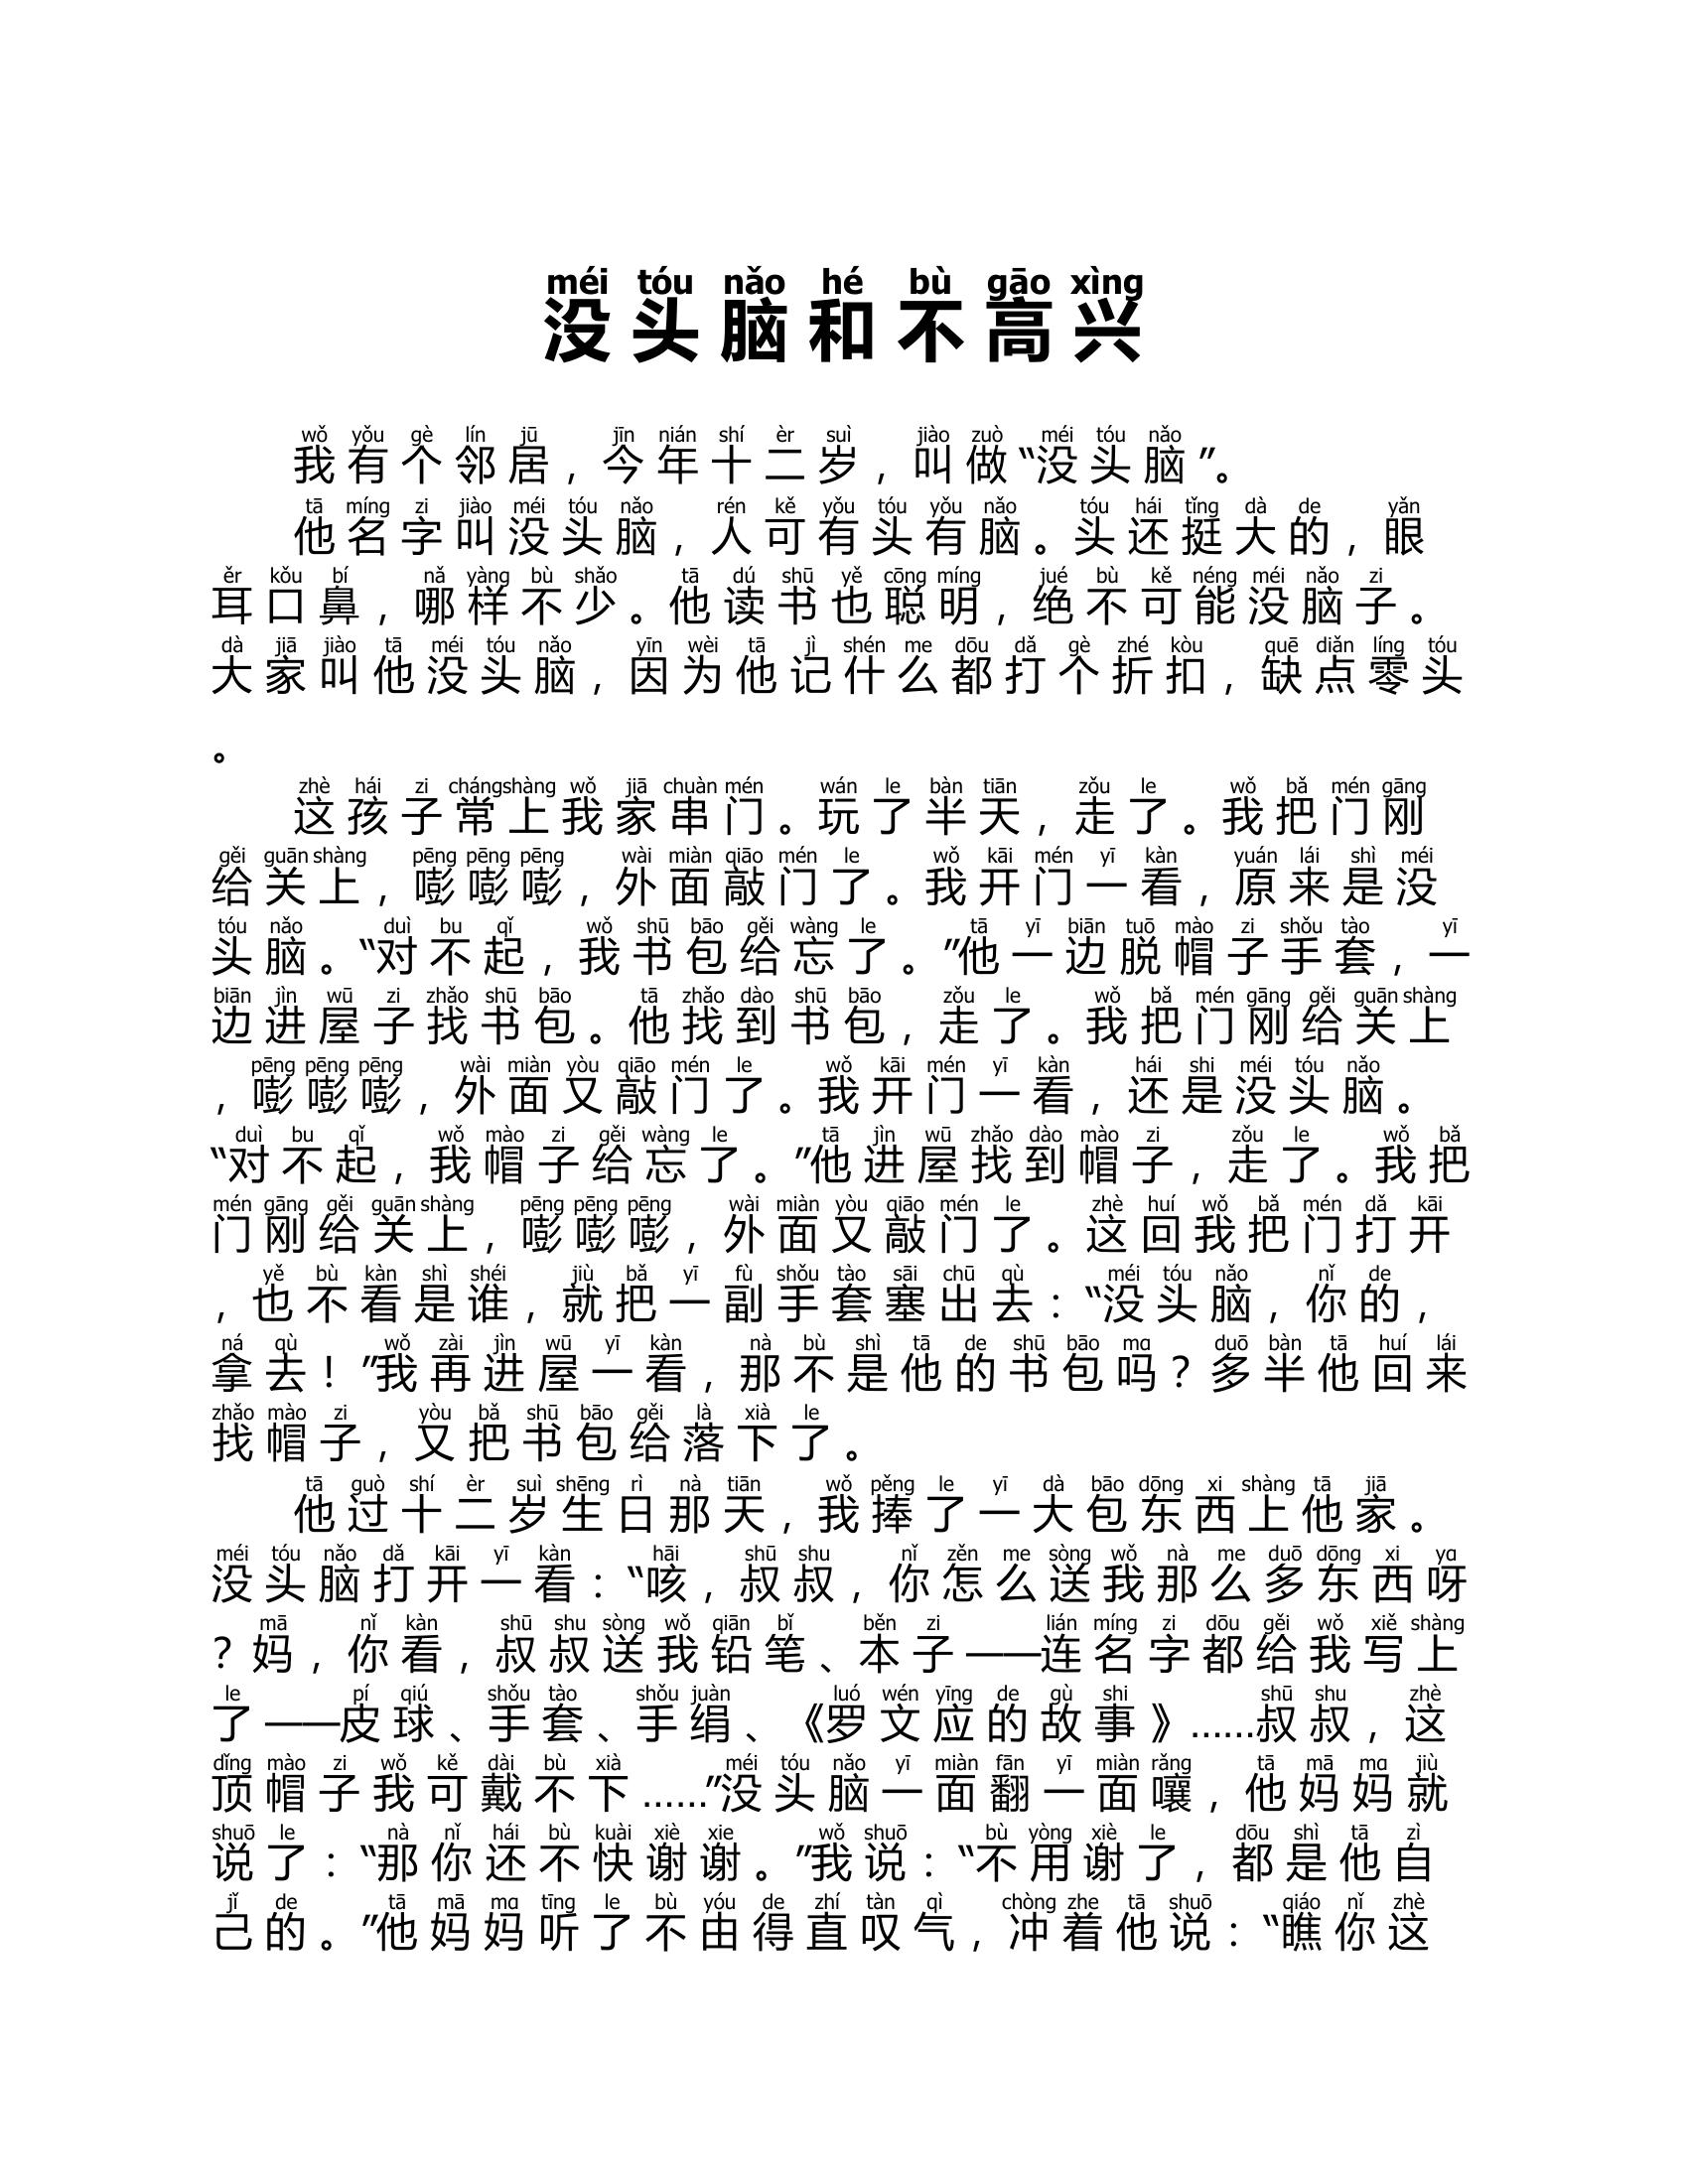 méi tóu nǎo hé bù gāo xìng
没头脑和不高兴
wǒ yǒu gè lín jū jīn nián shí èr suì jiào zuò méi tóu nǎo
我有个邻居，今年十二岁，叫做“没头脑”。
tā míng zi jiào méi tóu nǎo rén kě yǒu tóu yǒu nǎo tóu hái tǐng dà de yǎn
他名字叫没头脑，人可有头有脑。头还挺大的，眼
ěr kǒu bí nǎ yàng bù shǎo tā dú shū yě cōng míng jué bù kě néng méi nǎo zi
耳口鼻，哪样不少。他读书也聪明，绝不可能没脑子。
dà jiā jiào tā méi tóu nǎo yīn wèi tā jì shén me dōu dǎ gè zhé kòu quē diǎn líng tóu
大家叫他没头脑，因为他记什么都打个折扣，缺点零头
。
zhè hái zi cháng shàng wǒ jiā chuàn mén wán le bàn tiān zǒu le wǒ bǎ mén gāng
这孩子常上我家串门。玩了半天，走了。我把门刚
gěi guān shàng pēng pēng pēng wài miàn qiāo mén le wǒ kāi mén yī kàn yuán lái shì méi
给关上，嘭嘭嘭，外面敲门了。我开门一看，原来是没
tóu nǎo duì bu qǐ wǒ shū bāo gěi wàng le tā yī biān tuō mào zi shǒu tào yī
头脑。“对不起，我书包给忘了。”他一边脱帽子手套，一
biān jìn wū zi zhǎo shū bāo tā zhǎo dào shū bāo zǒu le wǒ bǎ mén gāng gěi guān shàng
边进屋子找书包。他找到书包，走了。我把门刚给关上
pēng pēng pēng wài miàn yòu qiāo mén le wǒ kāi mén yī kàn hái shi méi tóu nǎo
，嘭嘭嘭，外面又敲门了。我开门一看，还是没头脑。
duì bu qǐ wǒ mào zi gěi wàng le tā jìn wū zhǎo dào mào zi zǒu le wǒ bǎ
“对不起，我帽子给忘了。”他进屋找到帽子，走了。我把
mén gāng gěi guān shàng pēng pēng pēng wài miàn yòu qiāo mén le zhè huí wǒ bǎ mén dǎ kāi
门刚给关上，嘭嘭嘭，外面又敲门了。这回我把门打开
yě bù kàn shì shéi jiù bǎ yī fù shǒu tào sāi chū qù méi tóu nǎo nǐ de
，也不看是谁，就把一副手套塞出去：“没头脑，你的，
ná qù wǒ zài jìn wū yī kàn nà bù shì tā de shū bāo mɑ duō bàn tā huí lái
拿去！”我再进屋一看，那不是他的书包吗？多半他回来
zhǎo mào zi yòu bǎ shū bāo gěi là xià le
找帽子，又把书包给落下了。
tā guò shí èr suì shēng rì nà tiān wǒ pěng le yī dà bāo dōng xi shàng tā jiā
他过十二岁生日那天，我捧了一大包东西上他家。
méi tóu nǎo dǎ kāi yī kàn hāi shū shu nǐ zěn me sòng wǒ nà me duō dōng xi yɑ
没头脑打开一看：“咳，叔叔，你怎么送我那么多东西呀
mā nǐ kàn shū shu sòng wǒ qiān bǐ běn zi lián míng zi dōu gěi wǒ xiě shàng
？妈，你看，叔叔送我铅笔、本子——连名字都给我写上
le pí qiú shǒu tào shǒu juàn luó wén yīng de gù shi shū shu zhè
了——皮球、手套、手绢、《罗文应的故事》……叔叔，这
dǐng mào zi wǒ kě dài bù xià méi tóu nǎo yī miàn fān yī miàn rǎng tā mā mɑ jiù
顶帽子我可戴不下……”没头脑一面翻一面嚷，他妈妈就
shuō le nà nǐ hái bù kuài xiè xie wǒ shuō bù yòng xiè le dōu shì tā zì
说了：“那你还不快谢谢。”我说：“不用谢了，都是他自
jǐ de tā mā mɑ tīng le bù yóu de zhí tàn qì chòng zhe tā shuō qiáo nǐ zhè
己的。”他妈妈听了不由得直叹气，冲着他说：“瞧你这